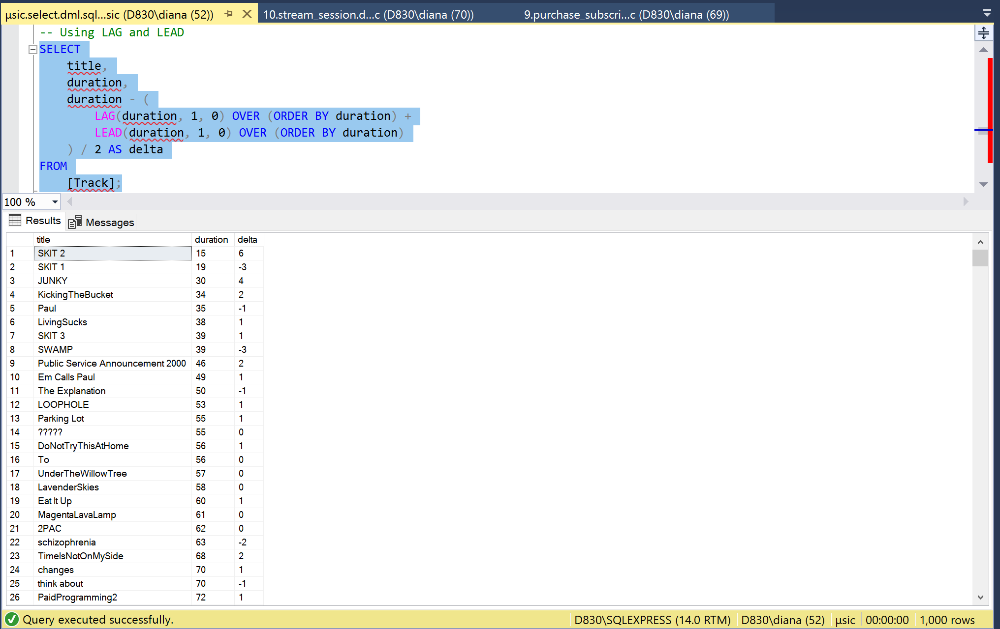 µsic.select.dml.sql...sic (D830\diana (52)) 10.stream_session.d...c (D830\diana (70)) 9.purchase_subscri...c (D830\diana (69))
-- Using LAG and LEAD
SELECT
title,
duration,
duration - (
LAG(duration, 1, 0) OVER (ORDER BY duration) +
LEAD(duration, 1, 0) OVER (ORDER BY duration)
) / 2 AS delta
FROM
[Track];
100 %
Results Messages
title duration delta
1 SKIT 2 15 6
2 SKIT 1 19 -3
3 JUNKY 30 4
4 KickingTheBucket 34 2
5 Paul 35 -1
6 LivingSucks 38 1
7 SKIT 3 39 1
8 SWAMP 39 -3
9 Public Service Announcement 2000 46 2
10 Em Calls Paul 49 1
11 The Explanation 50 -1
12 LOOPHOLE 53 1
13 Parking Lot 55 1
14 ????? 55 0
15 DoNotTryThisAtHome 56 1
16 To 56 0
17 UnderTheWillowTree 57 0
18 LavenderSkies 58 0
19 Eat It Up 60 1
20 MagentaLavaLamp 61 0
21 2PAC 62 0
22 schizophrenia 63 -2
23 TimeIsNotOnMySide 68 2
24 changes 70 1
25 think about 70 -1
26 PaidProgramming2 72 1
Query executed successfully. D830\SQLEXPRESS (14.0 RTM) D830\diana (52) µsic 00:00:00 1,000 rows